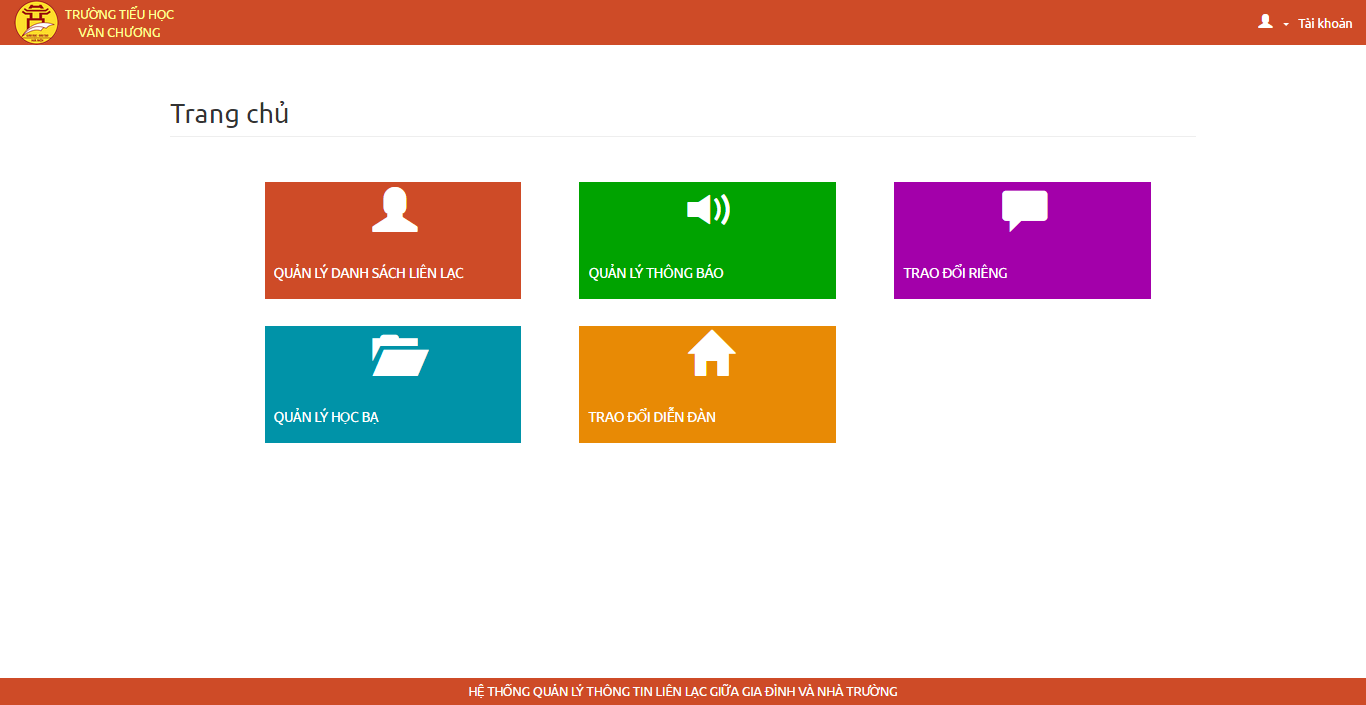 TRƯỜNG TIỂU HỌC
VĂN CHƯƠNG
Tài khoản
Trang chủ
QUẢN LÝ DANH SÁCH LIÊN LẠC
QUẢN LÝ THÔNG BÁO
TRAO ĐỔI RIÊNG
QUẢN LÝ HỌC BẠ
TRAO ĐỔI DIỄN ĐÀN
HỆ THỐNG QUẢN LÝ THÔNG TIN LIÊN LẠC GIỮA GIA ĐÌNH VÀ NHÀ TRƯỜNG